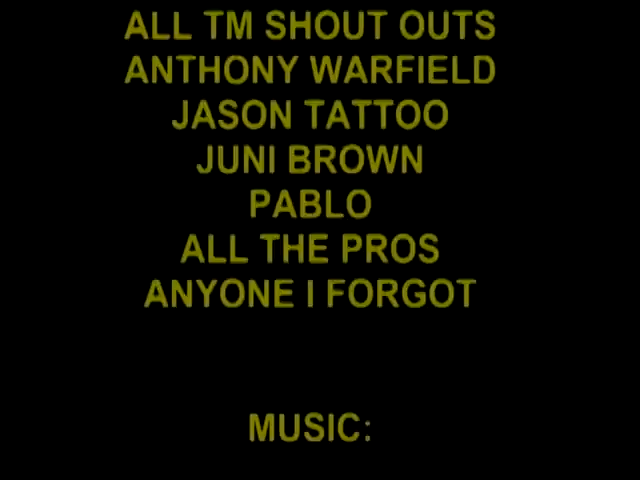 ALL TM SHOUT OUTS
ANTHONY WARFIELD
JASON TATTOO
JUNI BROWN
PABLO
ALL THE PROS
ANYONE I FORGOT
MUSIC: